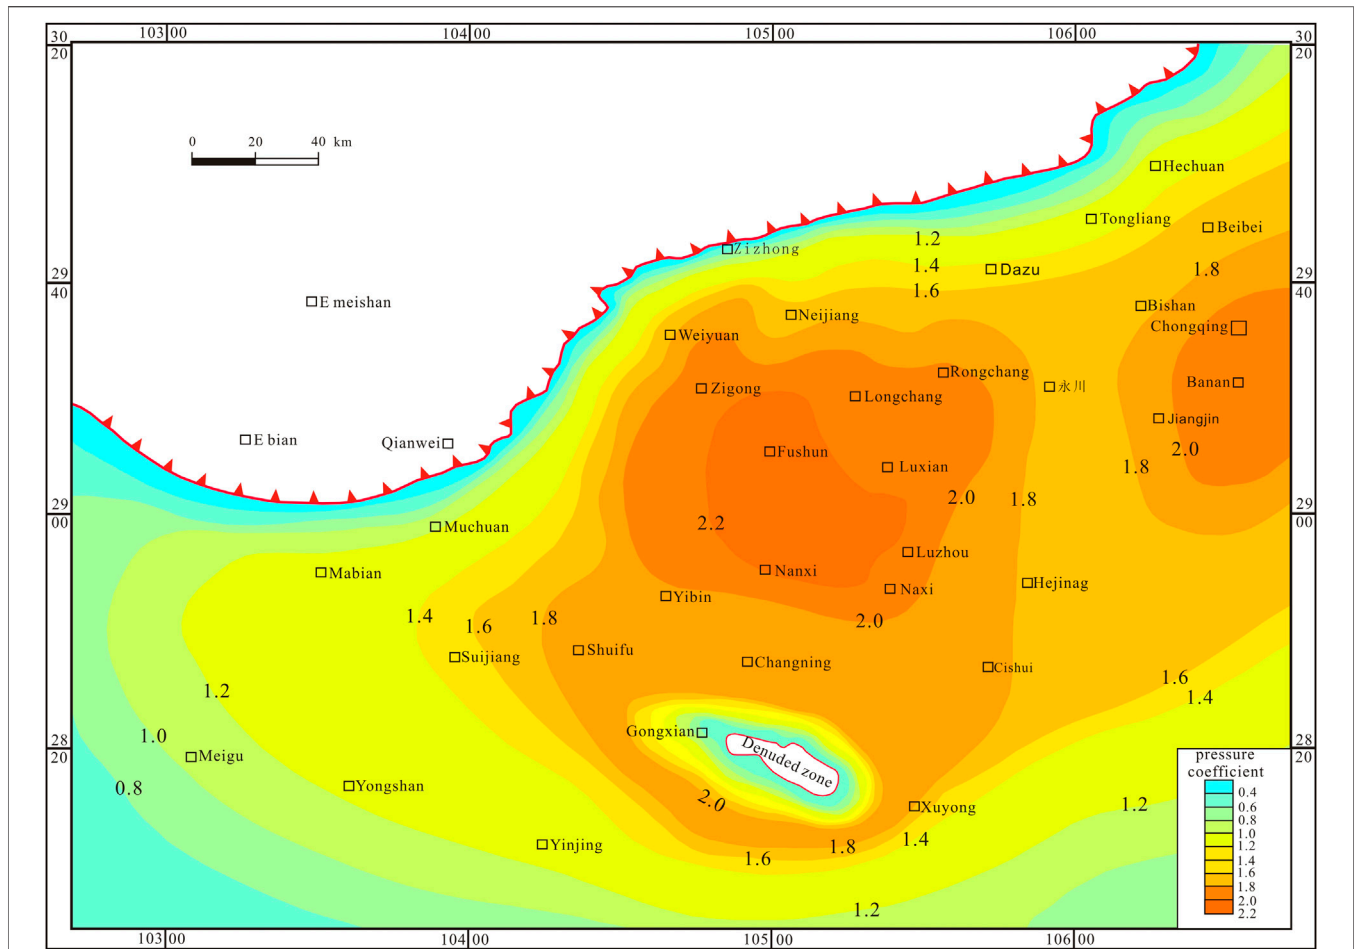 103 00
104 00
105 00
106 00
30
20
30
20
0 20 40 km
Hechuan
Tongliang
Beibei
1.2
Zizhong
1.4
Dazu
1.8
29
40
29
40
1.6
E meishan
Bishan
Neijiang
Chongqing
Weiyuan
Rongchang
Zigong
永川
Banan
Longchang
Jiangjin
E bian
Qianwei
Fushun
2.0
Luxian
1.8
2.0
1.8
29
00
29
00
2.2
Muchuan
Luzhou
Mabian
Nanxi
Hejinag
Naxi
Yibin
1.4
1.8
2.0
1.6
Shuifu
Suijiang
Changning
Cishui
1.6
1.2
1.4
Gongxian
1.0
Denuded zone
28
20
28
20
Meigu
0.8
Yongshan
2.0
Xuyong
1.2
1.4
Yinjing
1.8
1.6
1.2
pressure
coefficient
0.4
0.6
0.8
1.0
1.2
1.4
1.6
1.8
2.0
2.2
103 00
104 00
105 00
106 00